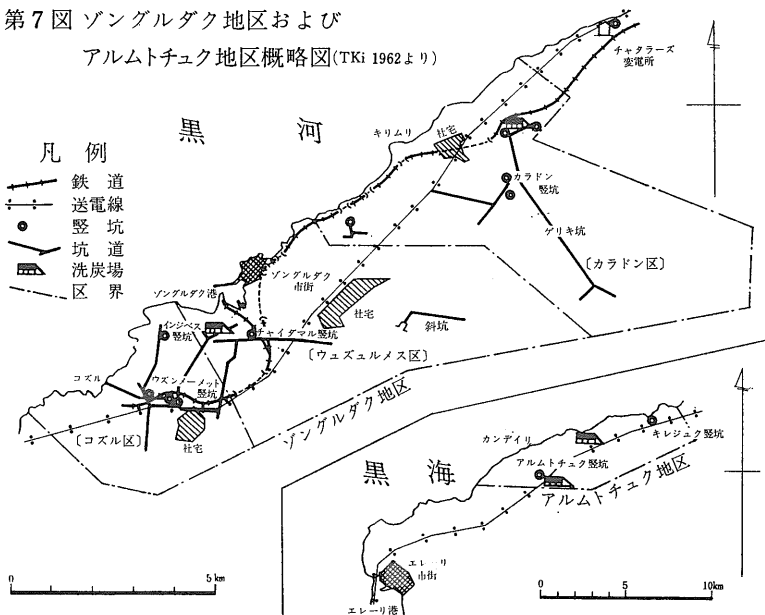 第7図 ゾングルダク地区および
アルムトチュク地区概略図(TKi 1962より)
黒河
凡例
鉄道
送電線
竪坑
坑道
洗炭場
区界
チャタラーズ
変電所
キリムリ
社宅
カラドン
竪坑
ゲリキ坑
〔カラドン区〕
ゾングルダク
市街
ゾングルダク港
社宅
インジベス
竪坑
チャイダマル竪坑
斜坑
〔ウュズュルメス区〕
コズル
ウズンメーメット
竪坑
〔コズル区〕
社宅
ゾングルダク地区
黒海
カンデイリ
キレジュク竪坑
アルムトチュク竪坑
アルムトチュク地区
エレーリ
市街
エレーリ港
0 5km
0 5 10km